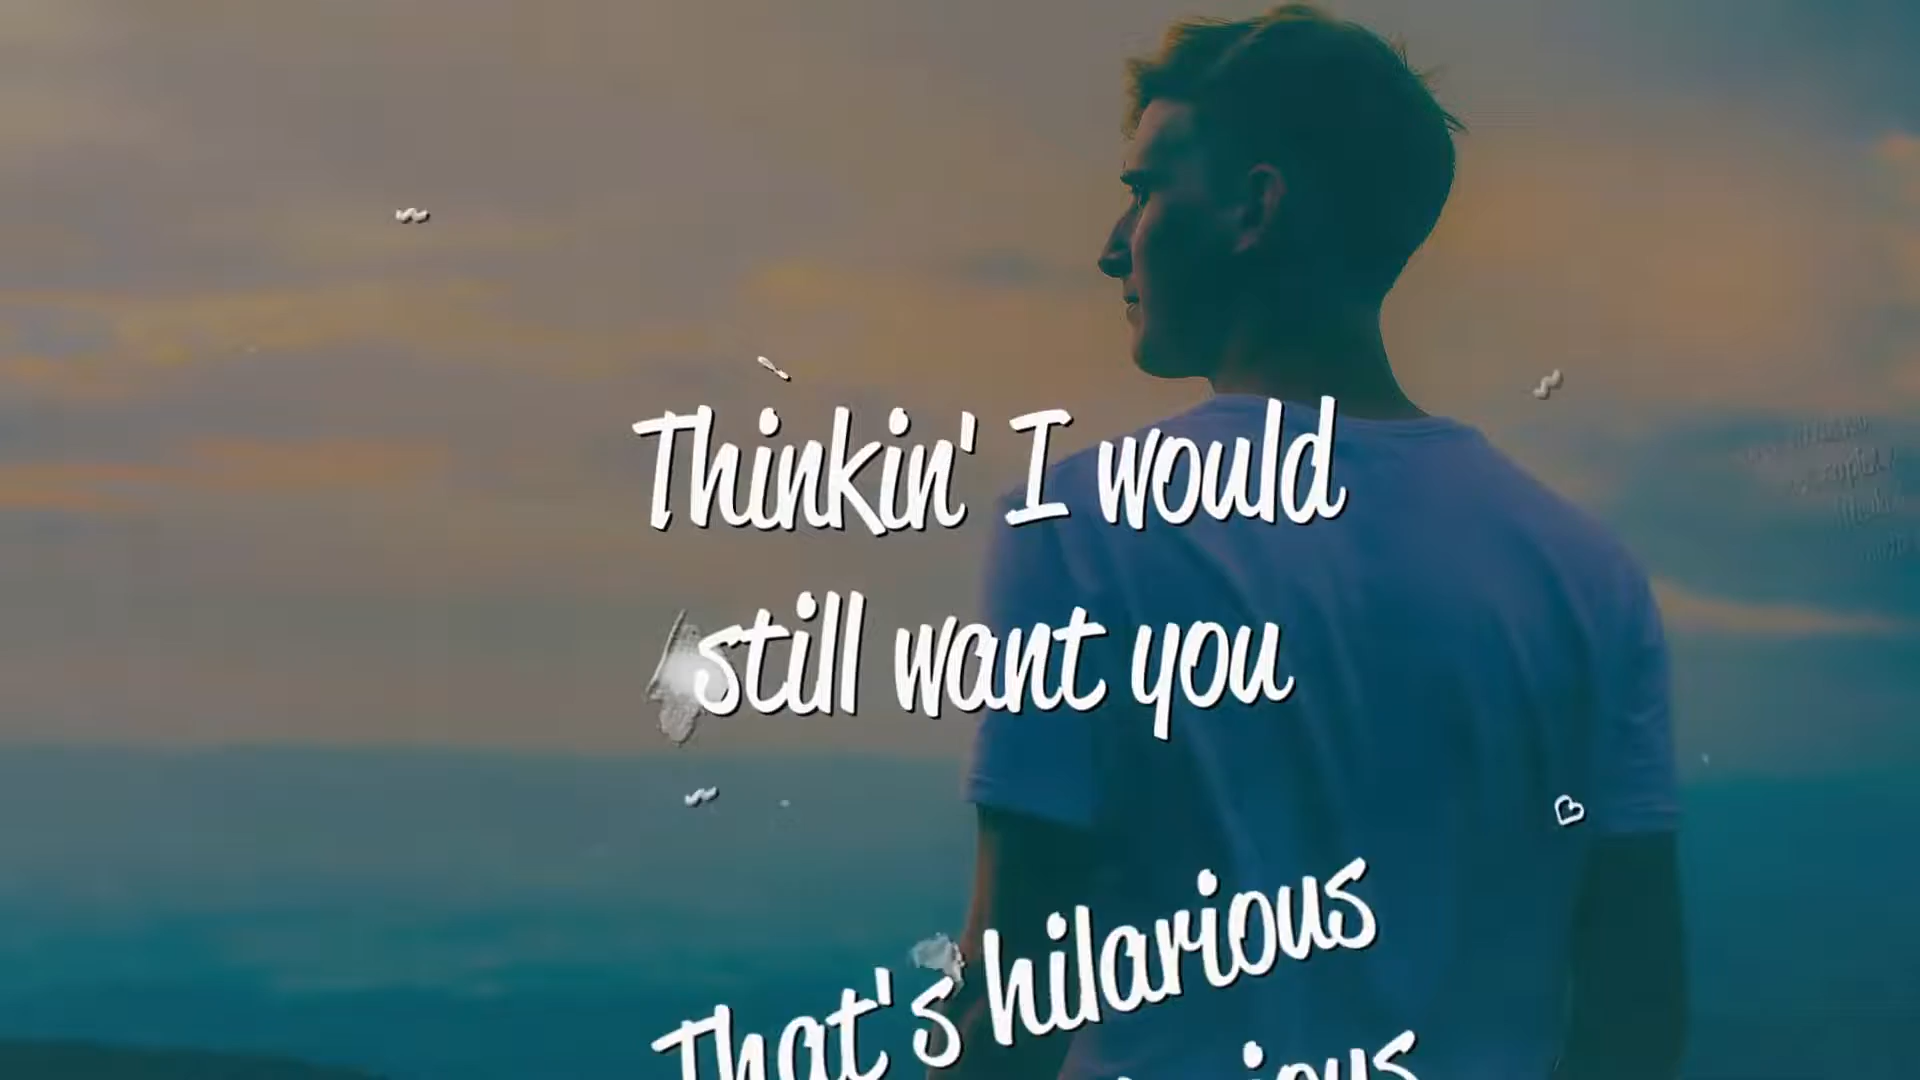 Thinkin' I would
still want you
That's hilarious